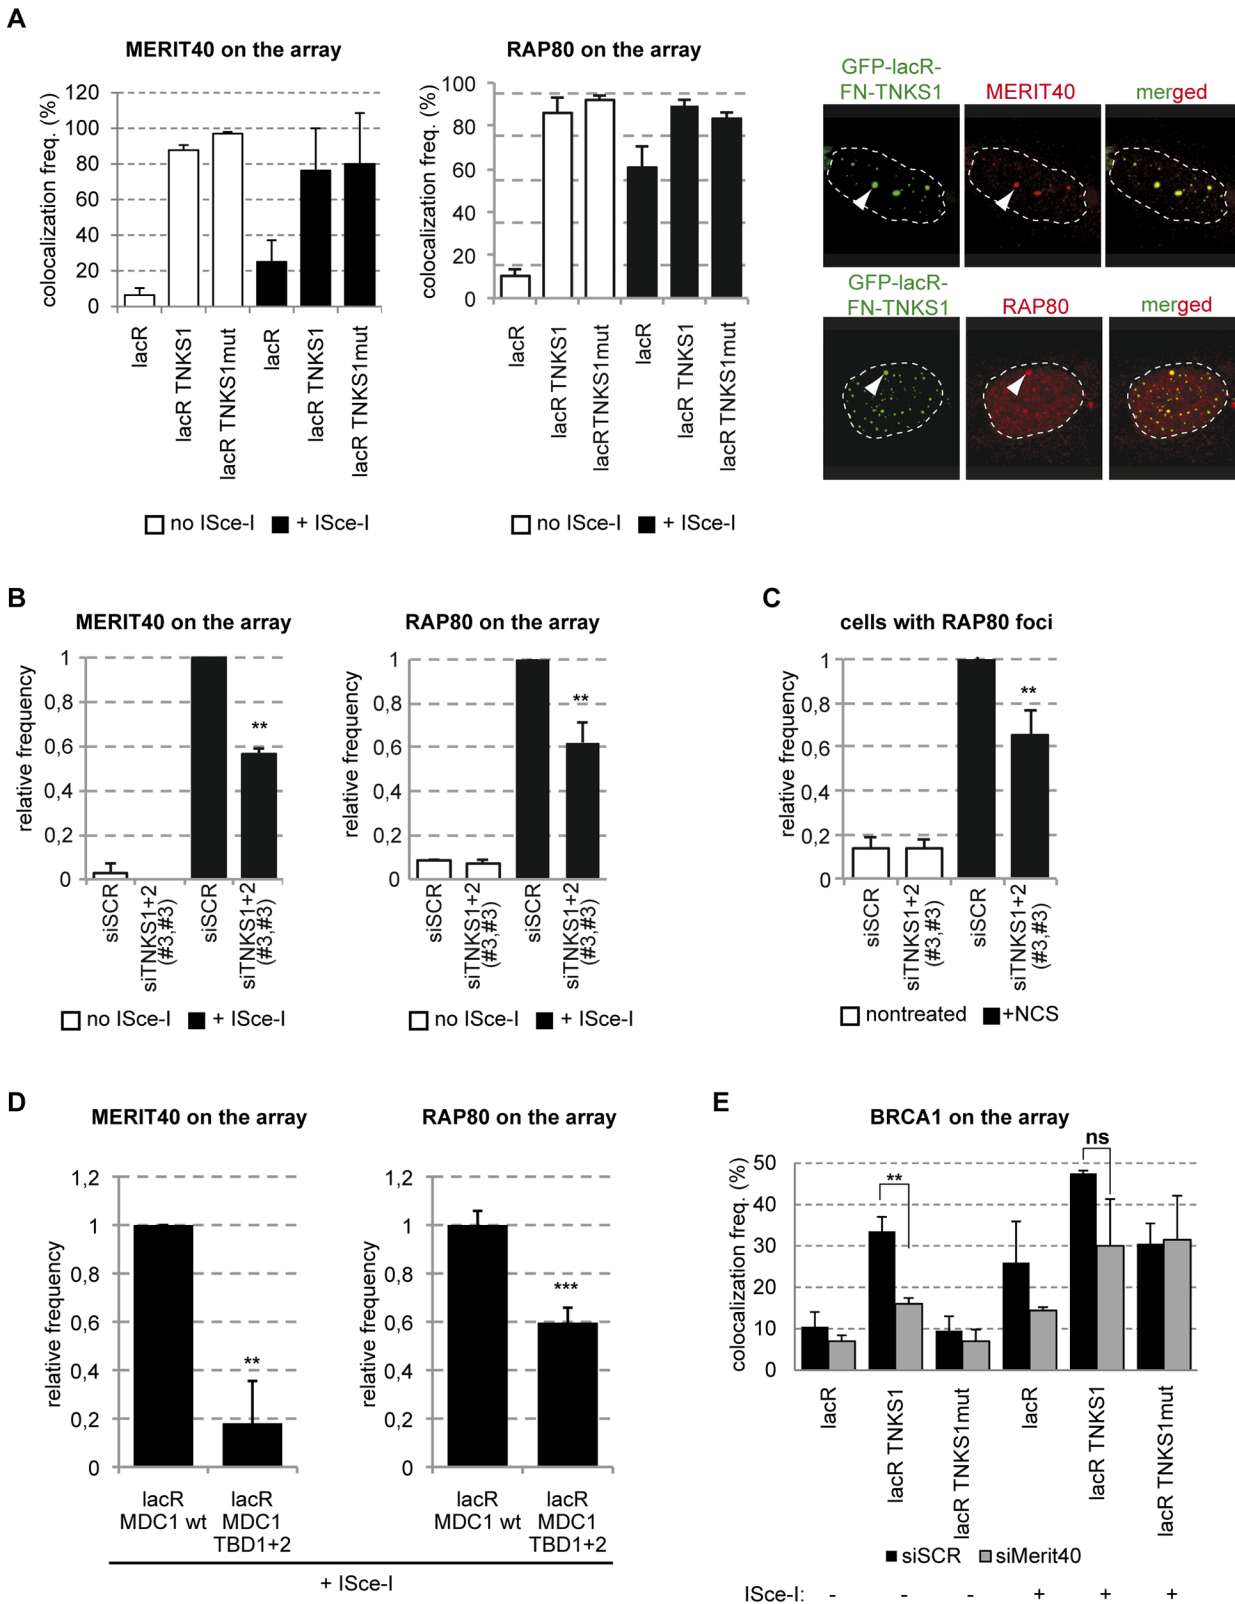 A
MERIT40 on the array
colocalization freq. (%)
120
100
80
60
40
20
0
lacR
lacR TNKS1
lacR TNKS1mut
lacR
lacR TNKS1
lacR TNKS1mut
no ISce-I + ISce-I
RAP80 on the array
colocalization freq. (%)
100
80
60
40
20
0
lacR
lacR TNKS1
lacRTNKS1mut
lacR
lacR TNKS1
lacR TNKS1mut
no ISce-I + ISce-I
GFP-lacR-
FN-TNKS1 MERIT40 merged
GFP-lacR-
FN-TNKS1 RAP80 merged
B
MERIT40 on the array
relative frequency
1
0,8
0,6
0,4
0,2
0
**
siSCR
siTNKS1+2
(#3,#3)
siSCR
siTNKS1+2
(#3,#3)
no ISce-I + ISce-I
RAP80 on the array
relative frequency
1
0,8
0,6
0,4
0,2
0
**
siSCR
siTNKS1+2
(#3,#3)
siSCR
siTNKS1+2
(#3,#3)
no ISce-I + ISce-I
C
cells with RAP80 foci
relative frequency
1
0,8
0,6
0,4
0,2
0
**
siSCR
siTNKS1+2
(#3,#3)
siSCR
siTNKS1+2
(#3,#3)
nontreated +NCS
D
MERIT40 on the array
relative frequency
1,2
1
0,8
0,6
0,4
0,2
0
**
lacR
MDC1 wt
lacR
MDC1
TBD1+2
RAP80 on the array
relative frequency
1,2
1
0,8
0,6
0,4
0,2
0
***
lacR
MDC1 wt
lacR
MDC1
TBD1+2
+ ISce-I
E
BRCA1 on the array
colocalization freq. (%)
50
40
30
20
10
0
**
ns
lacR
lacR TNKS1
lacR TNKS1mut
lacR
lacR TNKS1
lacR TNKS1mut
siSCR siMerit40
ISce-I: - - - + + +